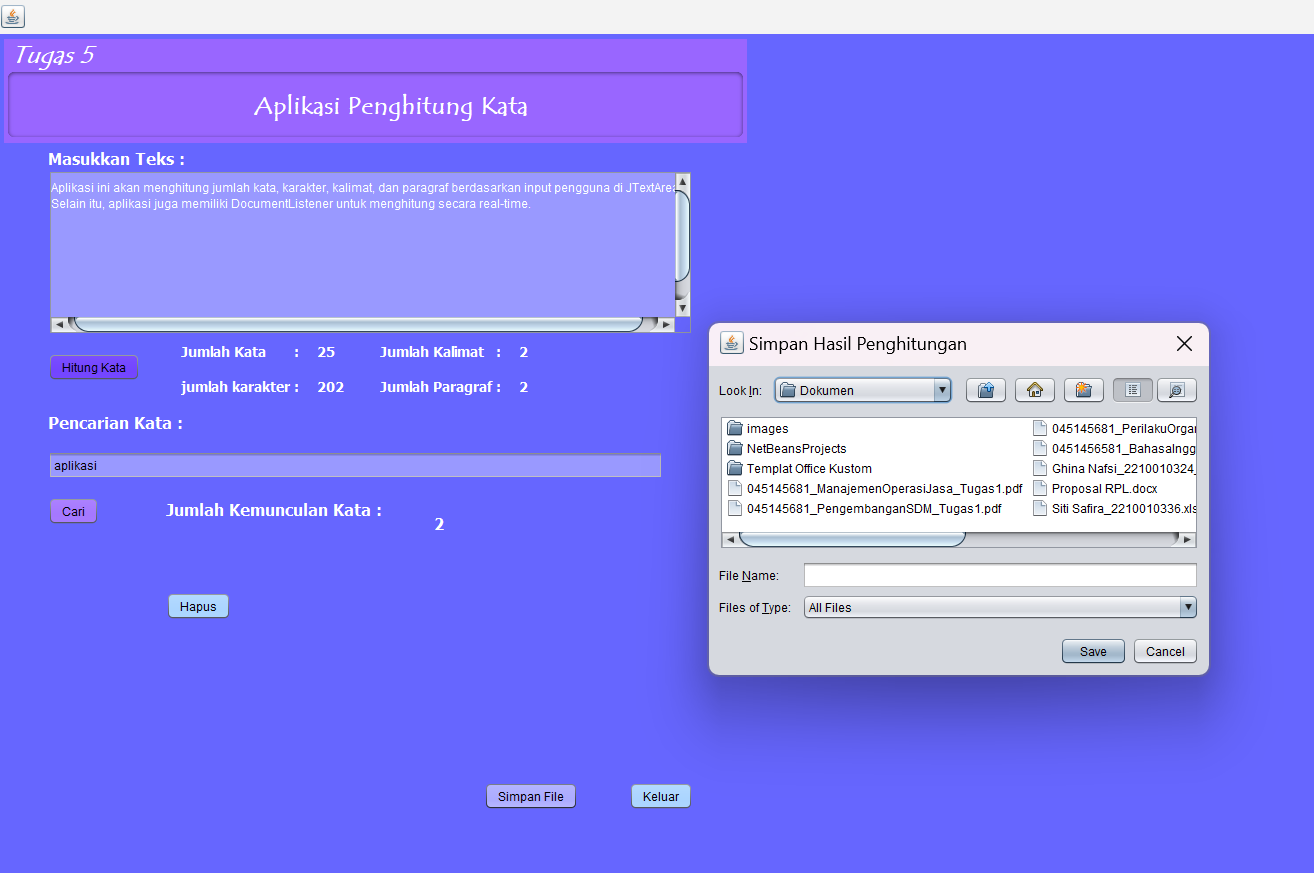 Tugas 5
Aplikasi Penghitung Kata
Masukkan Teks :
Aplikasi ini akan menghitung jumlah kata, karakter, kalimat, dan paragraf berdasarkan input pengguna di JTextArea
Selain itu, aplikasi juga memiliki DocumentListener untuk menghitung secara real-time.
Hitung Kata
Jumlah Kata : 25 Jumlah Kalimat : 2
jumlah karakter : 202 Jumlah Paragraf : 2
Pencarian Kata :
aplikasi
Cari
Jumlah Kemunculan Kata :
2
Hapus
Simpan File
Keluar
Simpan Hasil Penghitungan
Look In:
Dokumen
images
NetBeansProjects
Templat Office Kustom
045145681_ManajemenOperasiJasa_Tugas1.pdf
045145681_PengembanganSDM_Tugas1.pdf
045145681_PerilakuOrgan
0451456581_BahasaIngg
Ghina Nafsi_2210010324_
Proposal RPL.docx
Siti Safira_2210010336.xls
File Name:
Files of Type:
All Files
Save
Cancel